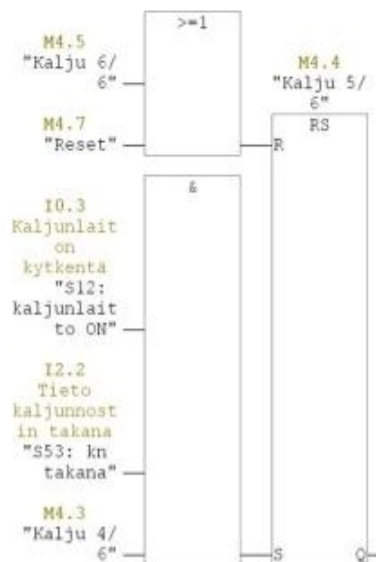 >=1
M4.5
"Kalju 6/
6"
M4.7
"Reset"
M4.4
"Kalju 5/
6"
RS
R
&
I0.3
Kaljunlait
on
kytkentä
"S12:
kaljunlait
to ON"
I2.2
Tieto
kaljunnost
in takana
"S53: kn
takana"
M4.3
"Kalju 4/
6"
S
Q